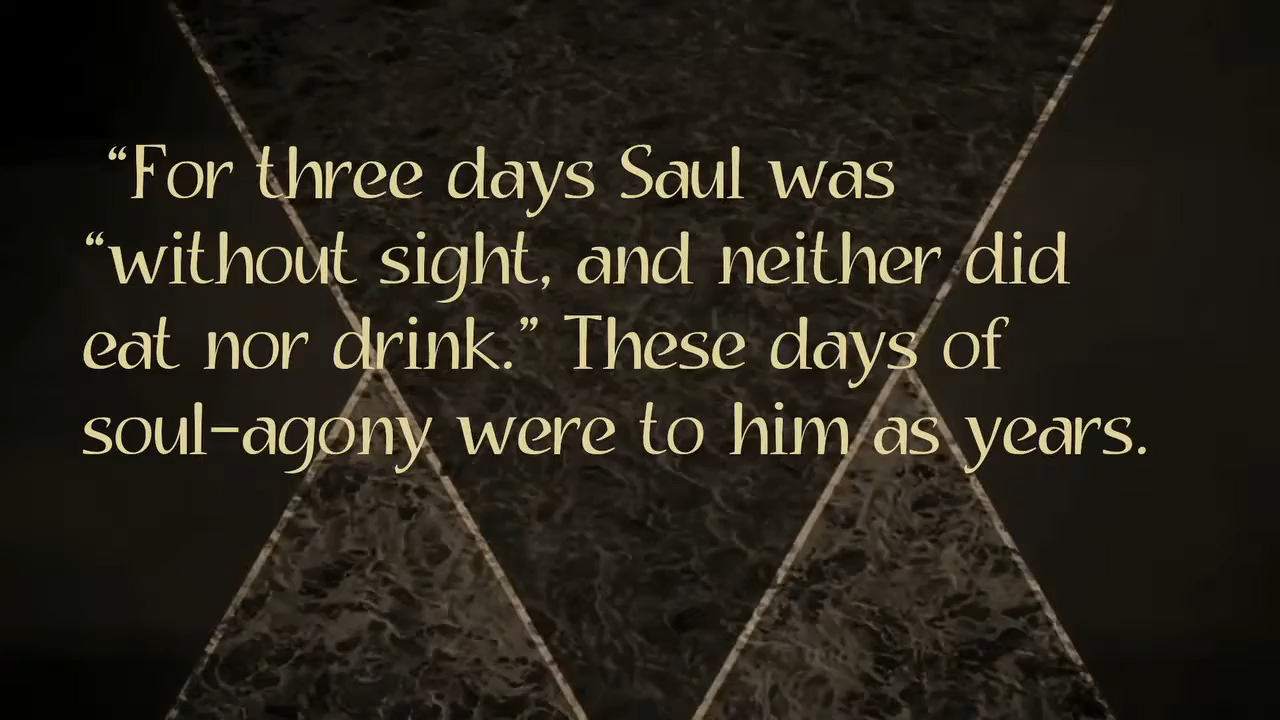 “For three days Saul was
“without sight, and neither did
eat nor drink.” These days of
soul-agony were to him as years.